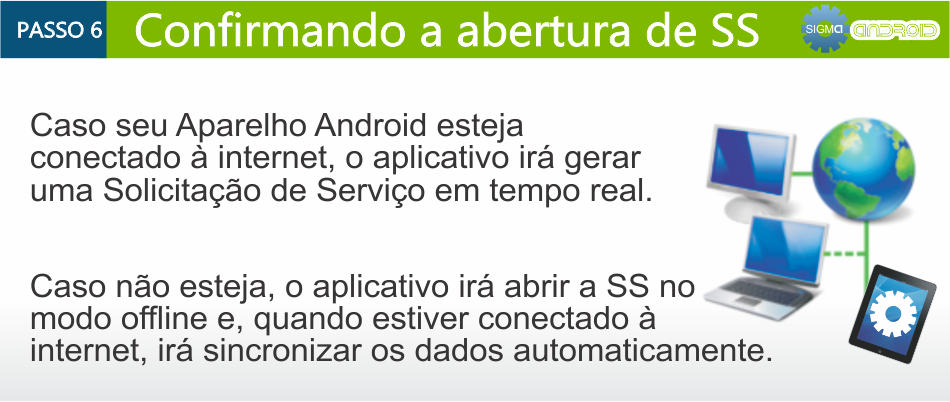 PASSO 6
Confirmando a abertura de SS
SIGMa
ANDROID
Caso seu Aparelho Android esteja
conectado à internet, o aplicativo irá gerar
uma Solicitação de Serviço em tempo real.
Caso não esteja, o aplicativo irá abrir a SS no
modo offline e, quando estiver conectado à
internet, irá sincronizar os dados automaticamente.